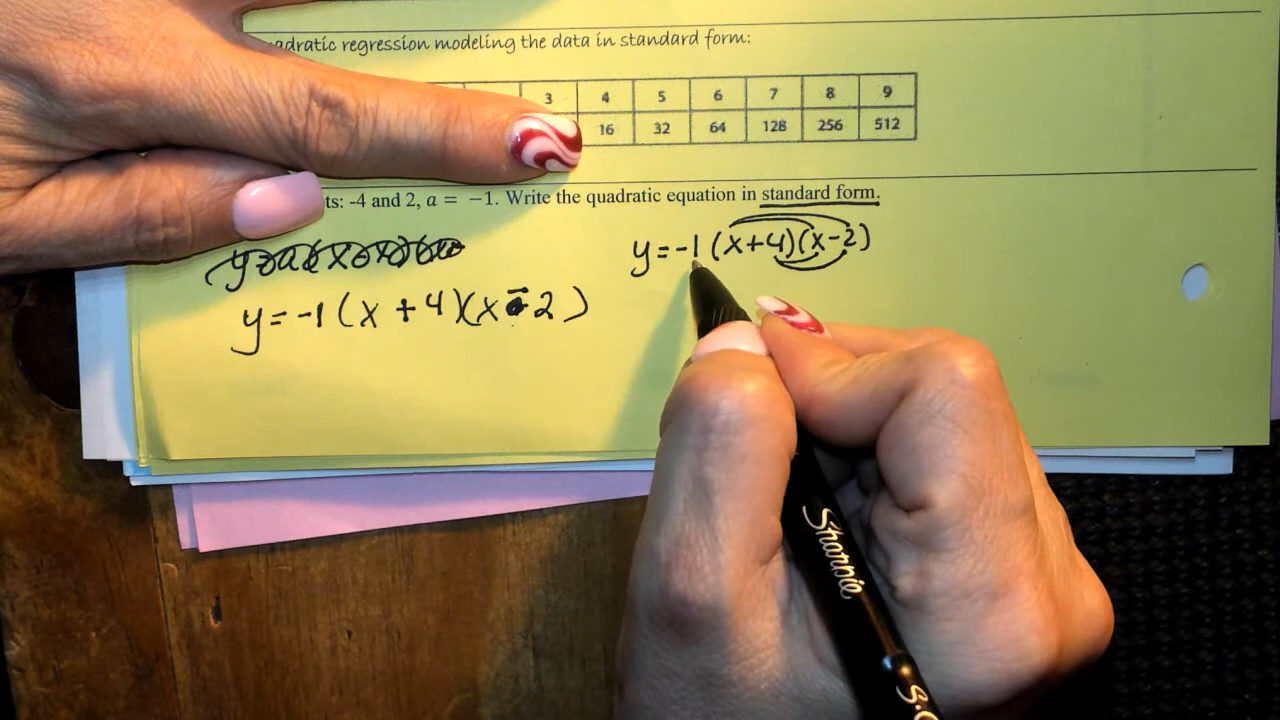 adratic regression modeling the data in standard form:
3 4 5 6 7 8 9
16 32 64 128 256 512
ts: -4 and 2, a = −1. Write the quadratic equation in standard form.
y=-1(x+4)(x-2)
y=-1(x+4)(x-2)
Sharpie
S.